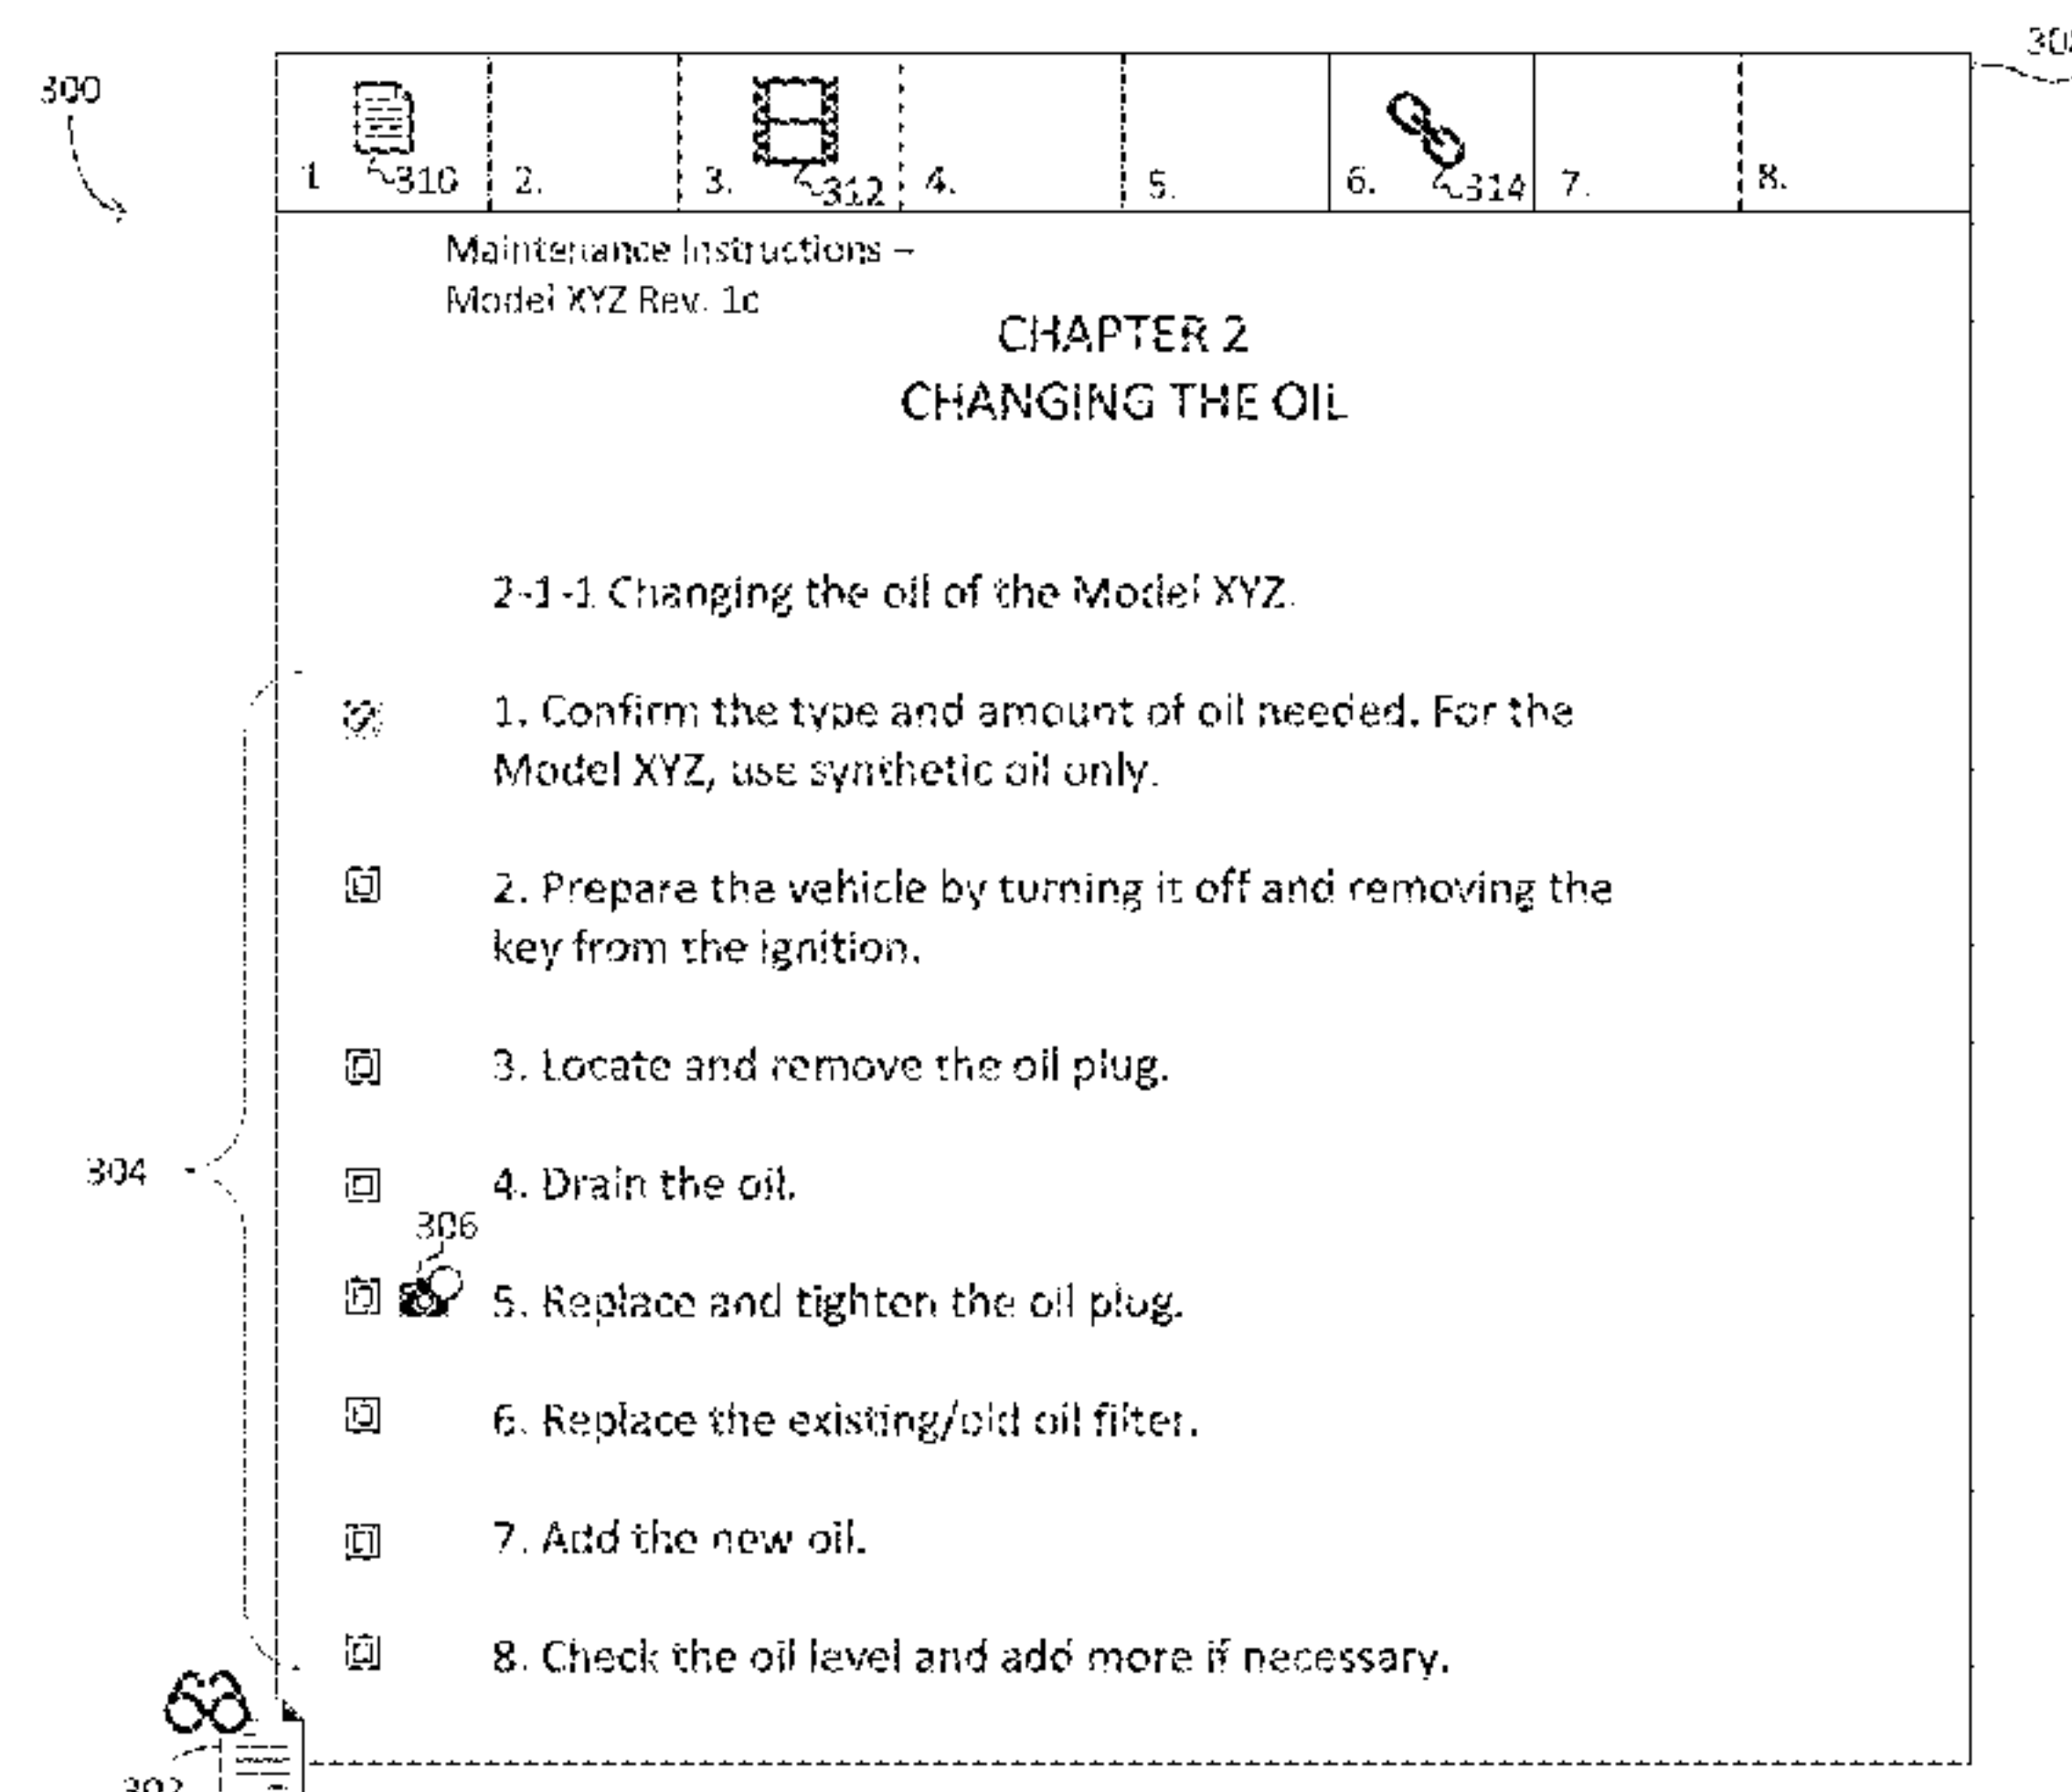 300
1 310 2. 3. 312 4. 5. 6. 314 7. 8.
Maintenance Instructions –
Model XYZ Rev. 1c
CHAPTER 2
CHANGING THE OIL
2-1-1 Changing the oil of the Model XYZ.
1. Confirm the type and amount of oil needed. For the
Model XYZ, use synthetic oil only.
2. Prepare the vehicle by turning it off and removing the
key from the ignition.
3. Locate and remove the oil plug.
304
4. Drain the oil.
306
5. Replace and tighten the oil plug.
6. Replace the existing/old oil filter.
7. Add the new oil.
8. Check the oil level and add more if necessary.